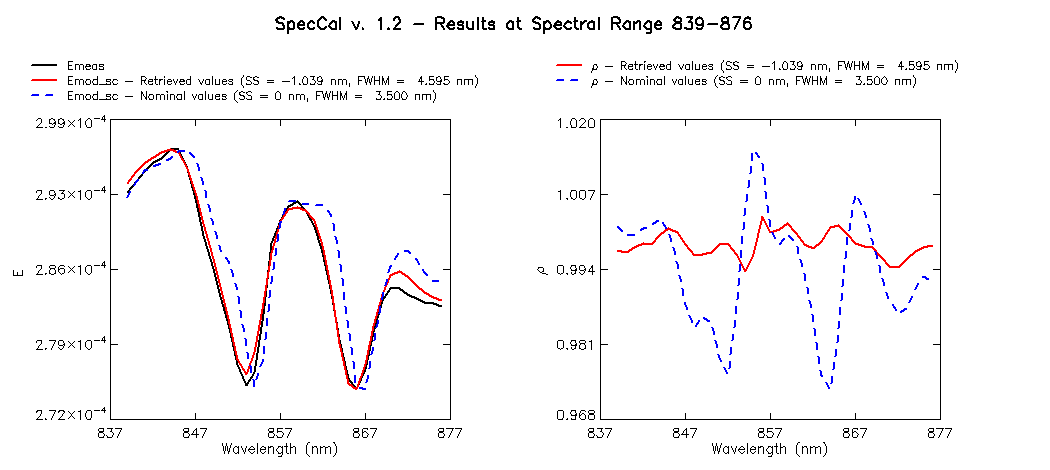 SpecCal v. 1.2 – Results at Spectral Range 839–876
Emeas
Emod_sc – Retrieved values (SS = –1.039 nm, FWHM = 4.595 nm)
Emod_sc – Nominal values (SS = 0 nm, FWHM = 3.500 nm)
ρ – Retrieved values (SS = –1.039 nm, FWHM = 4.595 nm)
ρ – Nominal values (SS = 0 nm, FWHM = 3.500 nm)
2.99×10⁻⁴
2.93×10⁻⁴
2.86×10⁻⁴
2.79×10⁻⁴
2.72×10⁻⁴
E
837 847 857 867 877
Wavelength (nm)
1.020
1.007
0.994
0.981
0.968
ρ
837 847 857 867 877
Wavelength (nm)